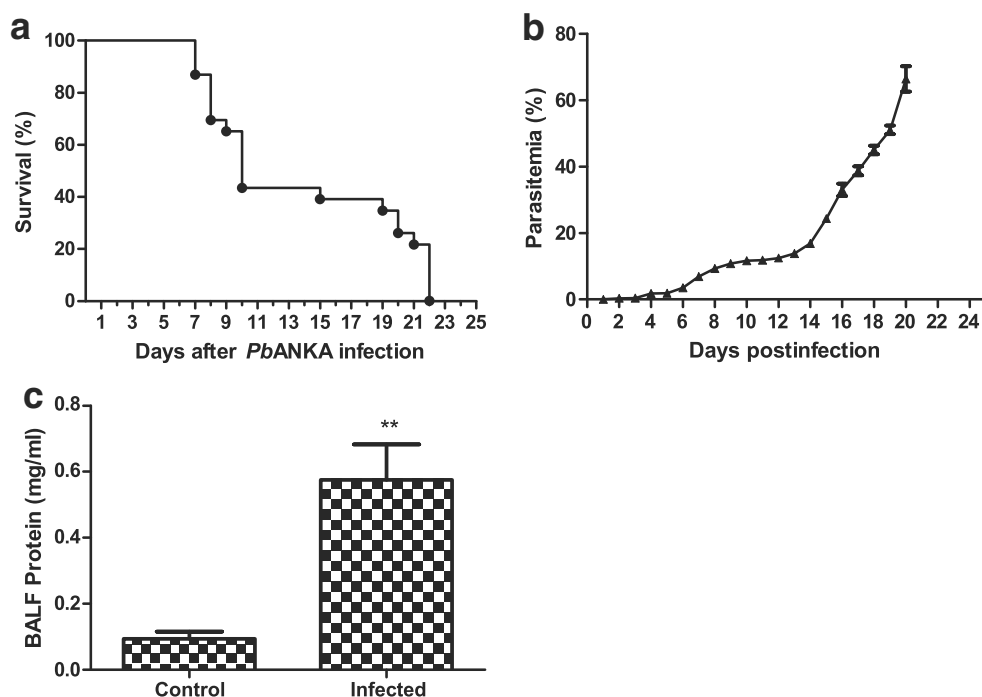 a
100
80
60
40
20
0
Survival (%)
1 3 5 7 9 11 13 15 17 19 21 23 25
Days after PbANKA infection
b
80
60
40
20
0
Parasitemia (%)
0 2 4 6 8 10 12 14 16 18 20 22 24
Days postinfection
c
0.8
0.6
0.4
0.2
0.0
BALF Protein (mg/ml)
**
Control Infected